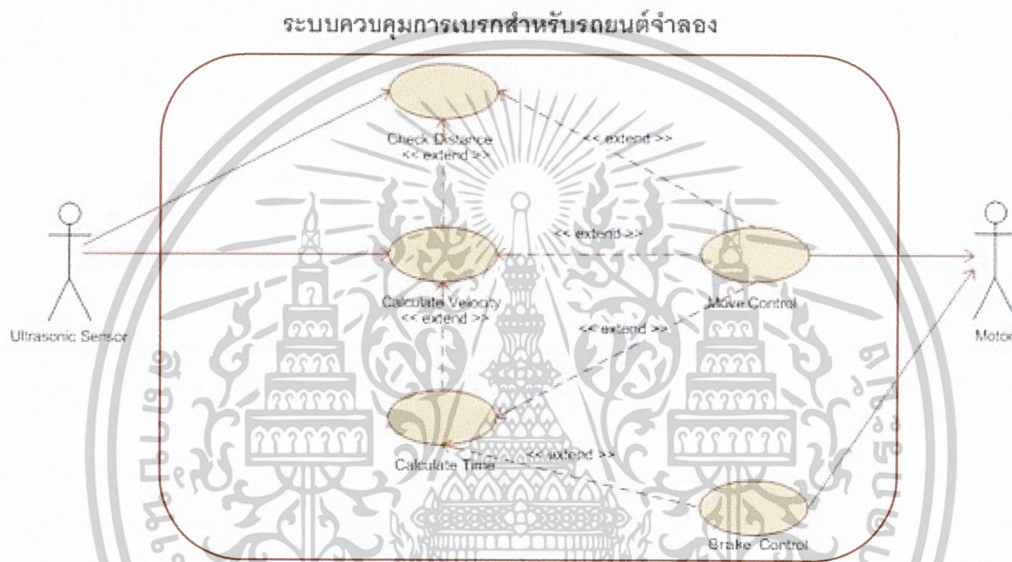 ระบบควบคุมการเบรกสำหรับรถยนต์จำลอง
Check Distance
<< extend >>
<< extend >>
<< extend >>
Calculate Velocity
<< extend >>
Move Control
<< extend >>
Ultrasonic Sensor
Motor
Calculate Time
<< extend >>
Brake Control